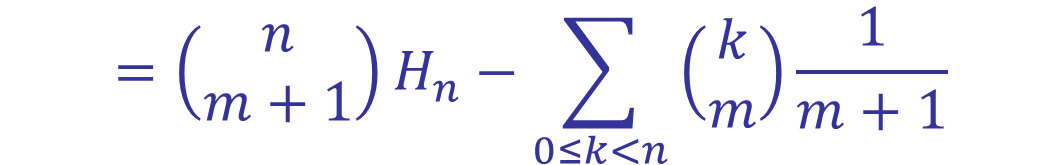 $= \binom{n}{m+1} H_n - \sum_{0 \le k < n} \binom{k}{m} \frac{1}{m+1}$